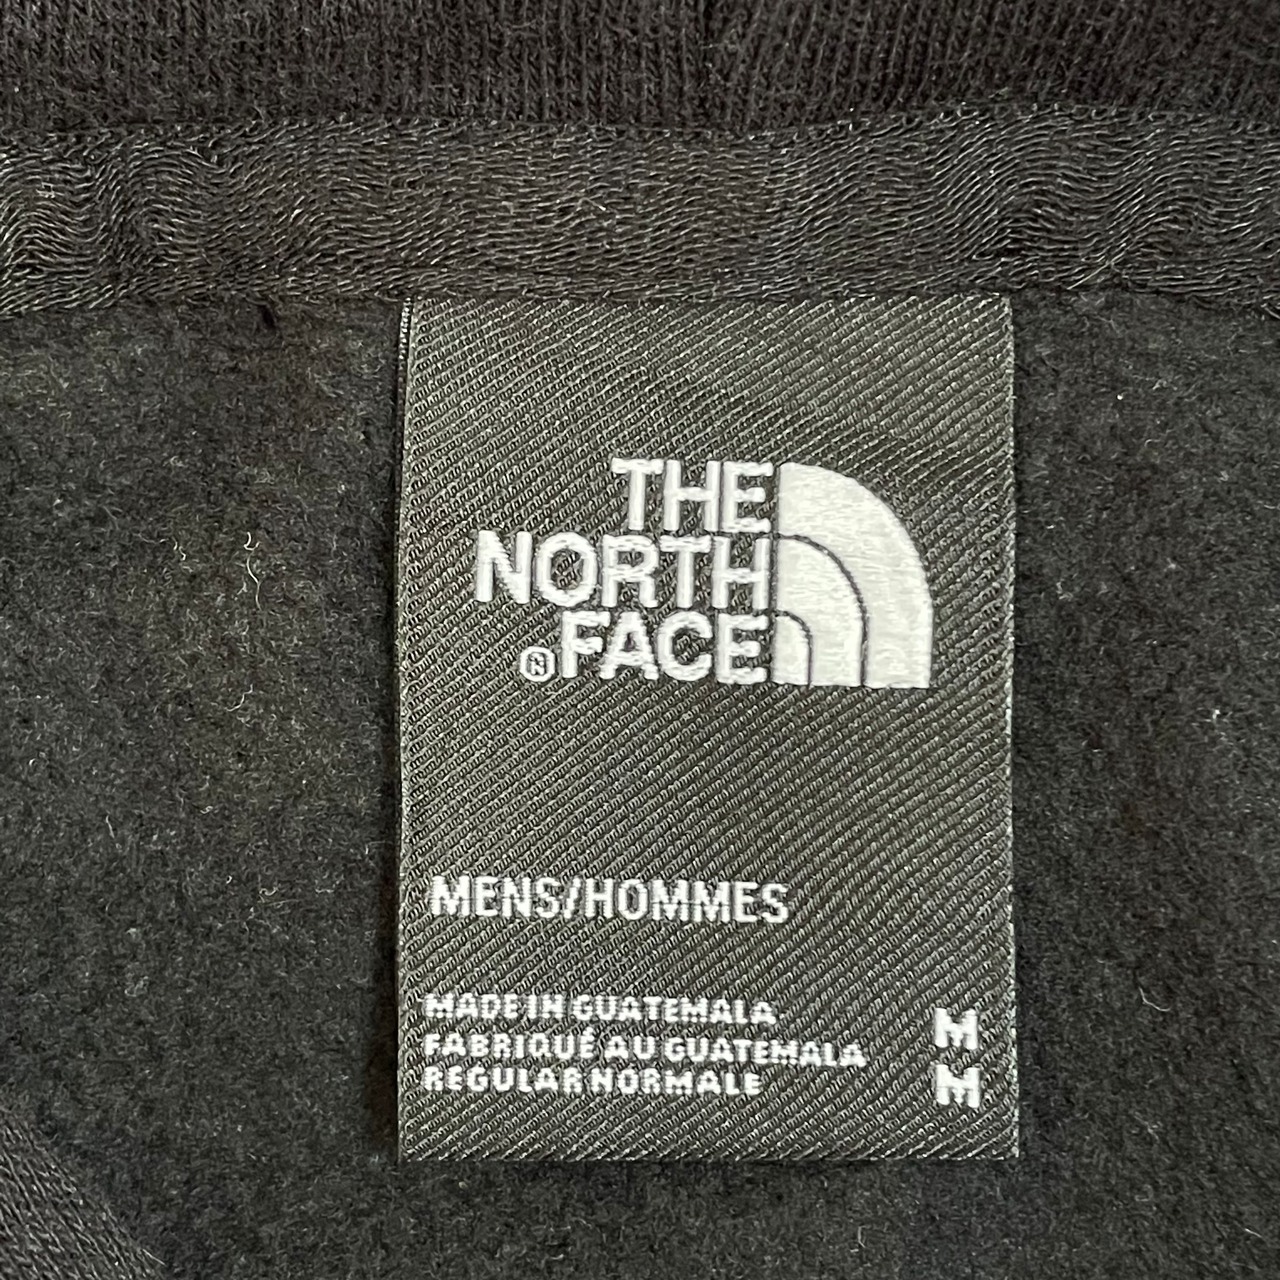 THE
NORTH
FACE
MENS/HOMMES
MADE IN GUATEMALA
FABRIQUÉ AU GUATEMALA
REGULAR NORMALE
M
M